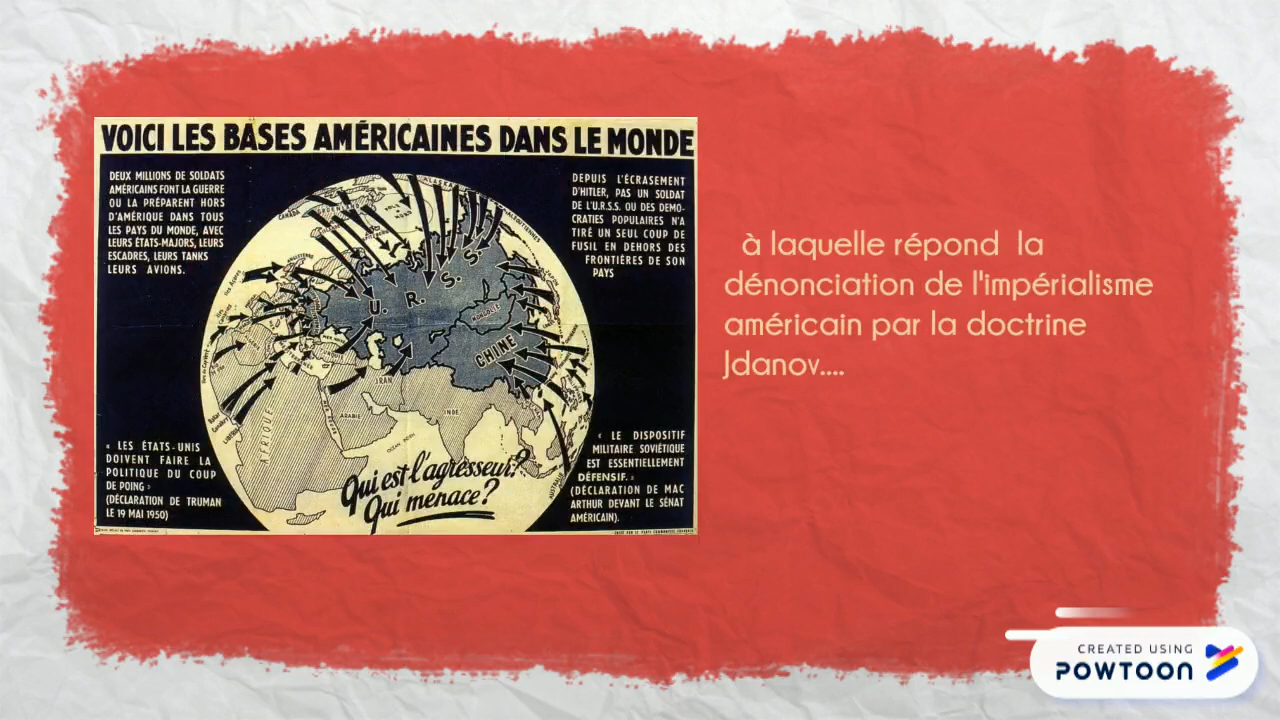 VOICI LES BASES AMÉRICAINES DANS LE MONDE
DEUX MILLIONS DE SOLDATS
AMÉRICAINS FONT LA GUERRE
OU LA PRÉPARENT HORS
D'AMÉRIQUE DANS TOUS
LES PAYS DU MONDE, AVEC
LEURS ÉTATS-MAJORS, LEURS
ESCADRES, LEURS TANKS
LEURS AVIONS.
DEPUIS L'ÉCRASEMENT
D'HITLER, PAS UN SOLDAT
DE L'U.R.S.S. OU DES DEMO-
CRATIES POPULAIRES N'A
TIRÉ UN SEUL COUP DE
FUSIL EN DEHORS DES
FRONTIÈRES DE SON
PAYS
CANADA
U. R. S. S.
MONGOLIE
CHINE
IRAN
ARABIE
INDE
AFRIQUE
OCÉAN INDIEN
AUSTRALIE
« LES ÉTATS-UNIS
DOIVENT FAIRE LA
POLITIQUE DU COUP
DE POING »
(DÉCLARATION DE TRUMAN
LE 19 MAI 1950)
Qui est l'agresseur?
Qui menace?
« LE DISPOSITIF
MILITAIRE SOVIÉTIQUE
EST ESSENTIELLEMENT
DÉFENSIF. »
(DÉCLARATION DE MAC
ARTHUR DEVANT LE SÉNAT
AMÉRICAIN).
à laquelle répond la
dénonciation de l'impérialisme
américain par la doctrine
Jdanov....
CREATED USING
POWTOON